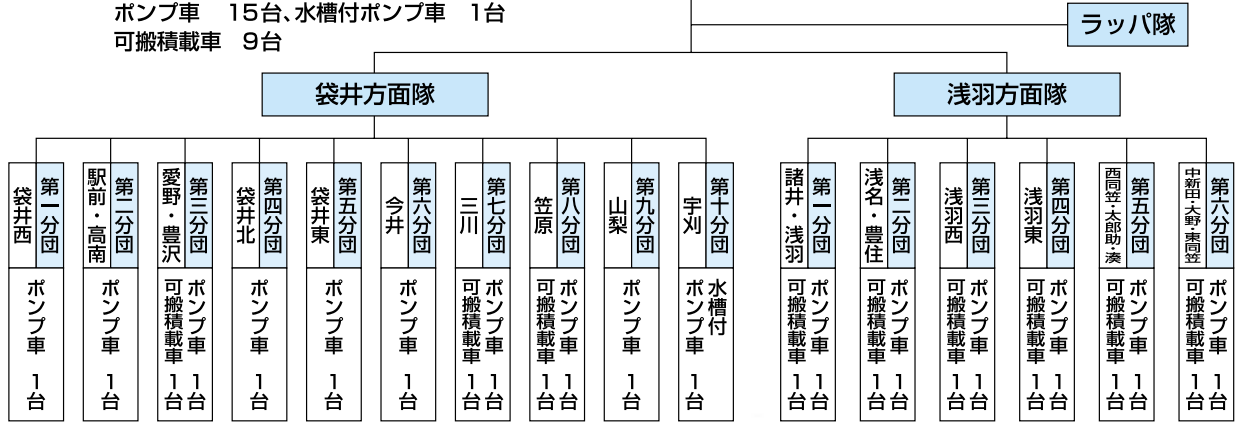 ポンプ車　15台、水槽付ポンプ車　1台
可搬積載車　9台
ラッパ隊
袋井方面隊
浅羽方面隊
第一分団
袋井西
ポンプ車　1台
第二分団
駅前・高南
ポンプ車　1台
第三分団
愛野・豊沢
ポンプ車　1台
可搬積載車　1台
第四分団
袋井北
ポンプ車　1台
第五分団
袋井東
ポンプ車　1台
第六分団
今井
ポンプ車　1台
第七分団
三川
ポンプ車　1台
可搬積載車　1台
第八分団
笠原
ポンプ車　1台
可搬積載車　1台
第九分団
山梨
ポンプ車　1台
第十分団
宇刈
水槽付
ポンプ車　1台
第一分団
諸井・浅羽
ポンプ車　1台
可搬積載車　1台
第二分団
浅名・豊住
ポンプ車　1台
可搬積載車　1台
第三分団
浅羽西
ポンプ車　1台
可搬積載車　1台
第四分団
浅羽東
ポンプ車　1台
可搬積載車　1台
第五分団
西同笠・太郎助・湊
ポンプ車　1台
可搬積載車　1台
第六分団
中新田・大野・東同笠
ポンプ車　1台
可搬積載車　1台